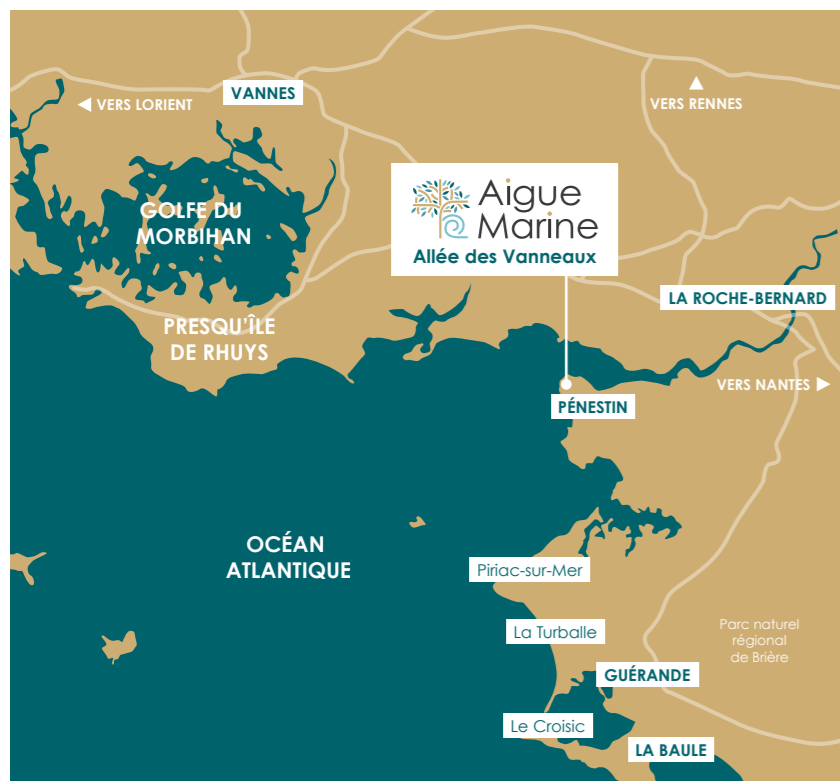 VANNES
VERS LORIENT
VERS RENNES
Aigue
Marine
Allée des Vanneaux
GOLFE DU
MORBIHAN
LA ROCHE-BERNARD
PRESQU'ÎLE
DE RHUYS
VERS NANTES
PÉNESTIN
OCÉAN
ATLANTIQUE
Piriac-sur-Mer
La Turballe
Parc naturel
régional
de Brière
GUÉRANDE
Le Croisic
LA BAULE